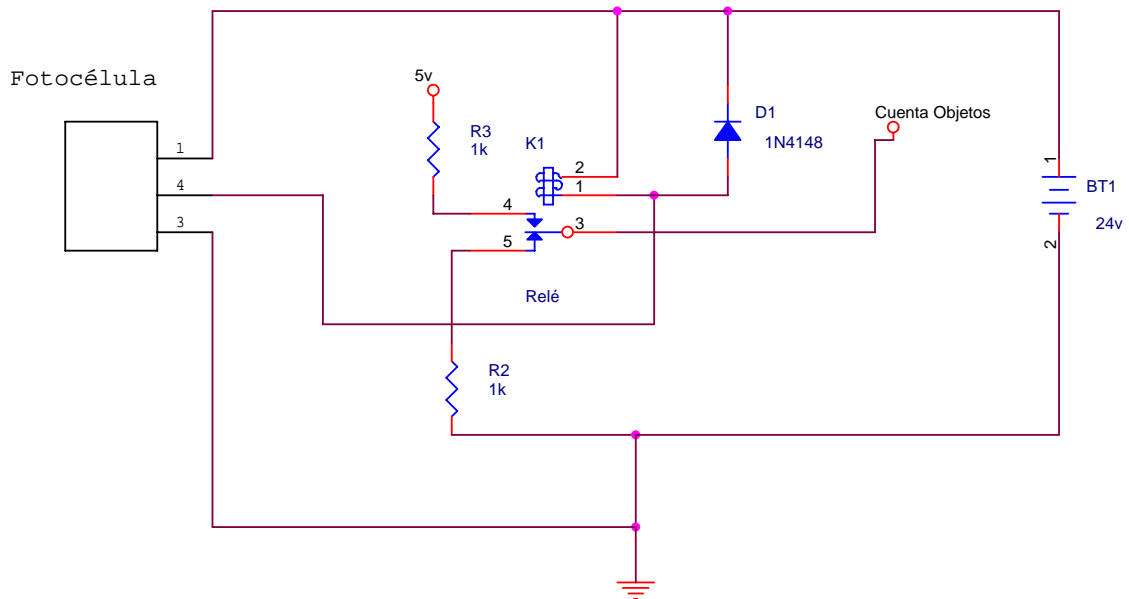 Fotocélula
1
4
3
5v
R3
1k
K1
2
1
4
3
5
Relé
D1
1N4148
Cuenta Objetos
1
BT1
24v
2
R2
1k